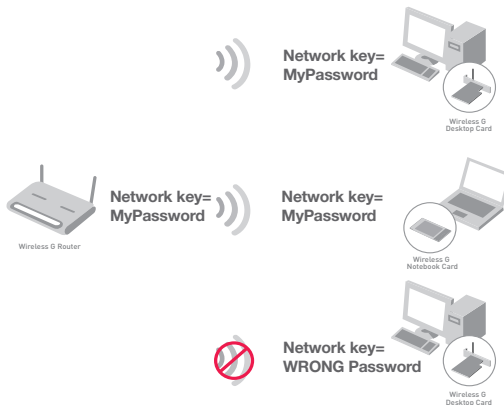 Network key=
MyPassword
Wireless G
Desktop Card
Network key=
MyPassword
Wireless G Router
Network key=
MyPassword
Wireless G
Notebook Card
Network key=
WRONG Password
Wireless G
Desktop Card